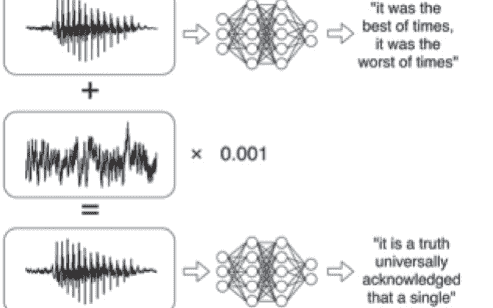 "it was the
best of times,
it was the
worst of times"
+
× 0.001
=
"it is a truth
universally
acknowledged
that a single"